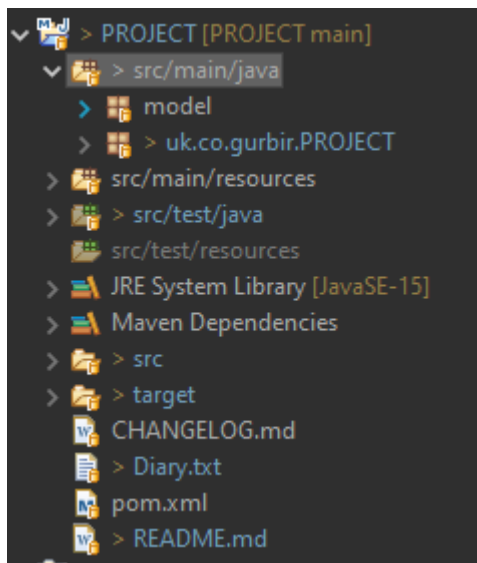 > PROJECT [PROJECT main]
> src/main/java
model
> uk.co.gurbir.PROJECT
src/main/resources
> src/test/java
src/test/resources
JRE System Library [JavaSE-15]
Maven Dependencies
> src
> target
CHANGELOG.md
> Diary.txt
pom.xml
> README.md